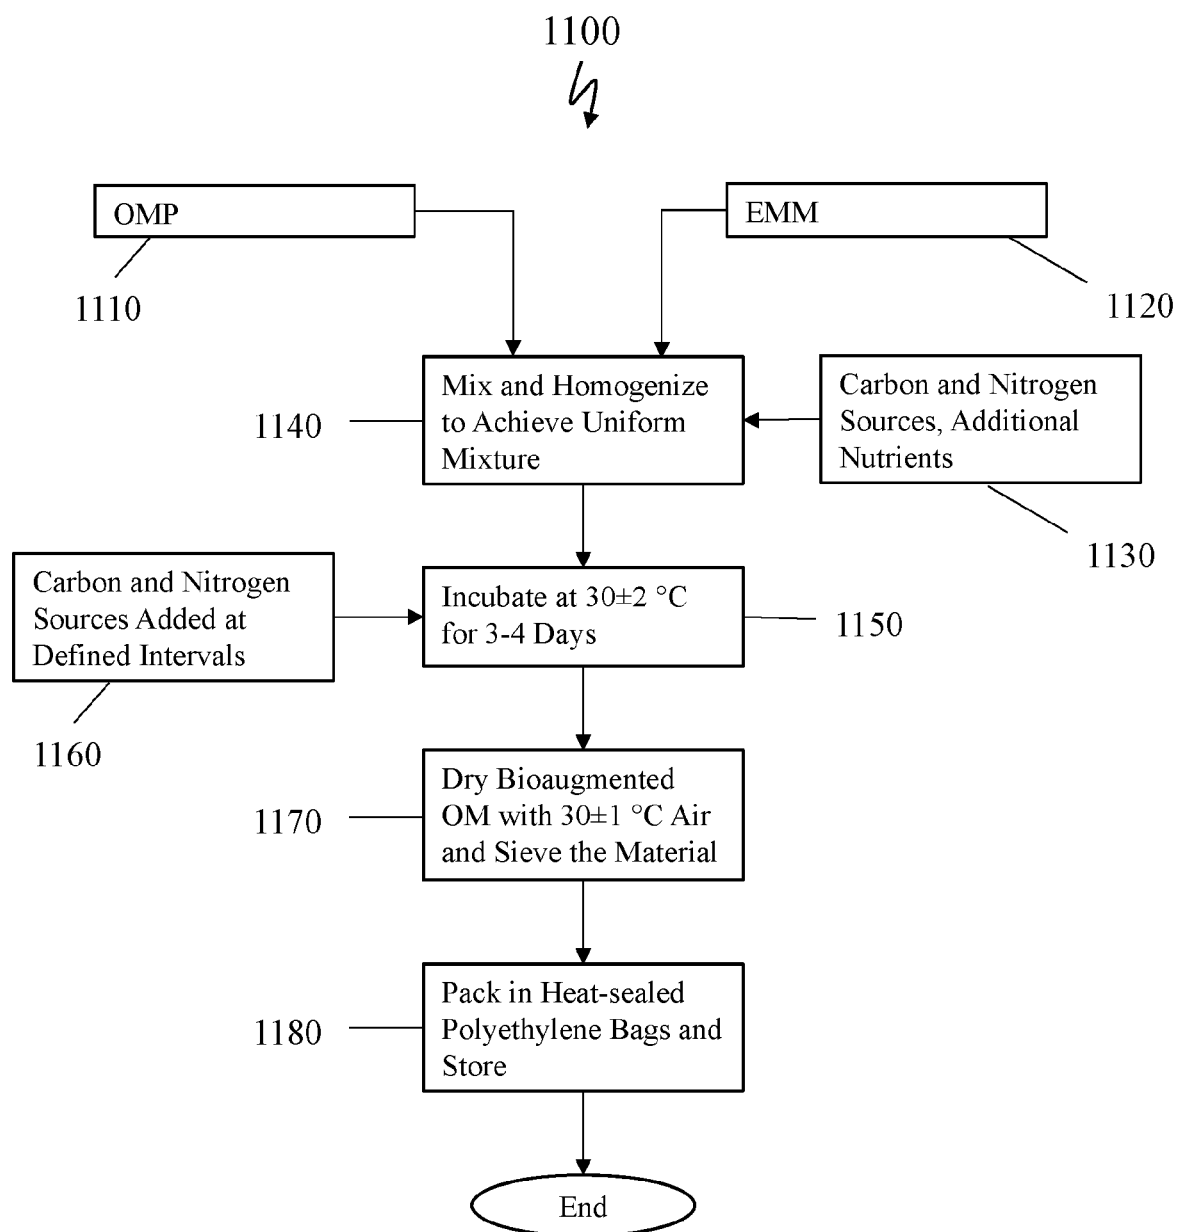 1100
OMP
EMM
1110
1120
Mix and Homogenize
to Achieve Uniform
Mixture
1140
Carbon and Nitrogen
Sources, Additional
Nutrients
1130
Carbon and Nitrogen
Sources Added at
Defined Intervals
1160
Incubate at 30±2 °C
for 3-4 Days
1150
Dry Bioaugmented
OM with 30±1 °C Air
and Sieve the Material
1170
Pack in Heat-sealed
Polyethylene Bags and
Store
1180
End